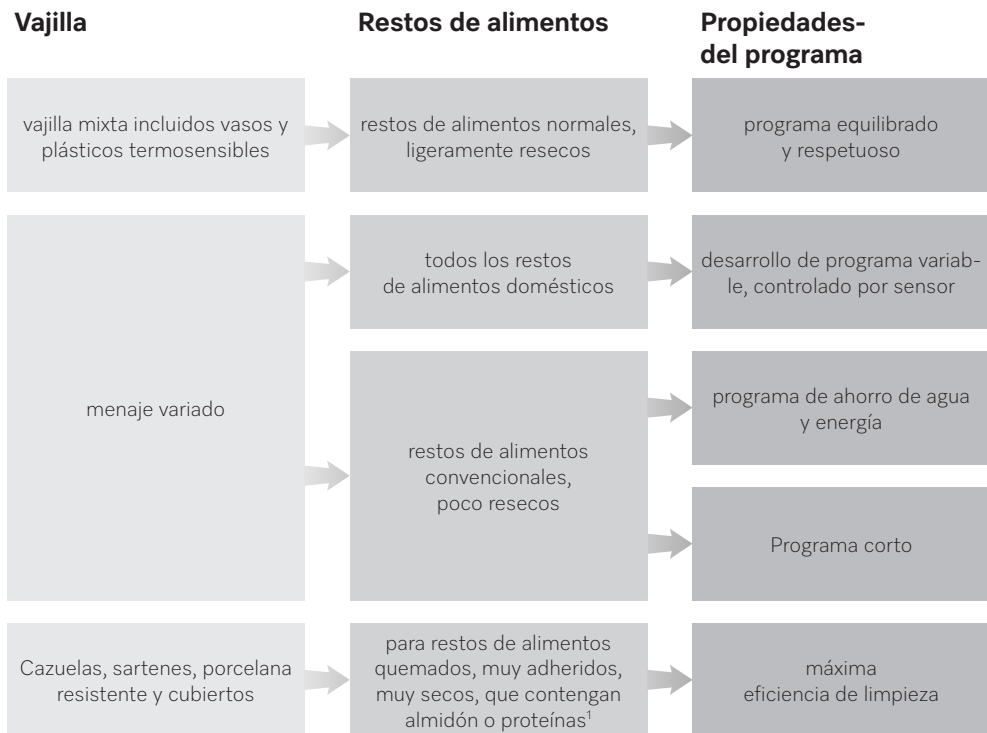 Vajilla
Restos de alimentos
Propiedades-
del programa
vajilla mixta incluidos vasos y
plásticos termosensibles
restos de alimentos normales,
ligeramente resecos
programa equilibrado
y respetuoso
menaje variado
todos los restos
de alimentos domésticos
desarrollo de programa variab-
le, controlado por sensor
restos de alimentos
convencionales,
poco resecos
programa de ahorro de agua
y energía
Programa corto
Cazuelas, sartenes, porcelana
resistente y cubiertos
para restos de alimentos
quemados, muy adheridos,
muy secos, que contengan
almidón o proteínas¹
máxima
eficiencia de limpieza